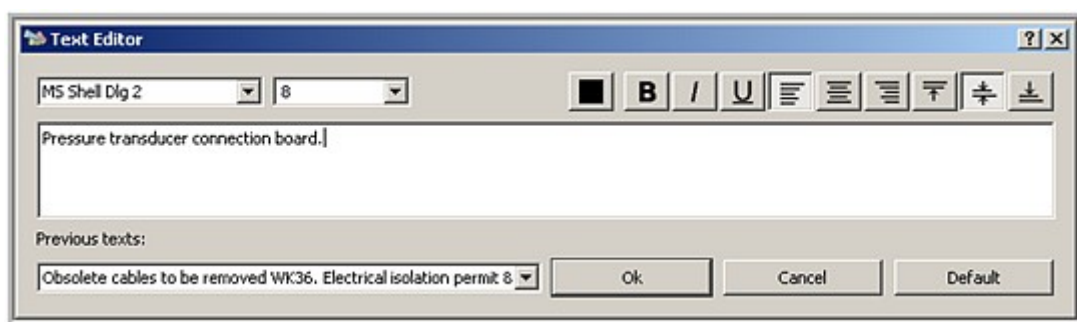 Text Editor
MS Shell Dlg 2 8 B I U
Pressure transducer connection board.
Previous texts:
Obsolete cables to be removed WK36. Electrical isolation permit 8 Ok Cancel Default